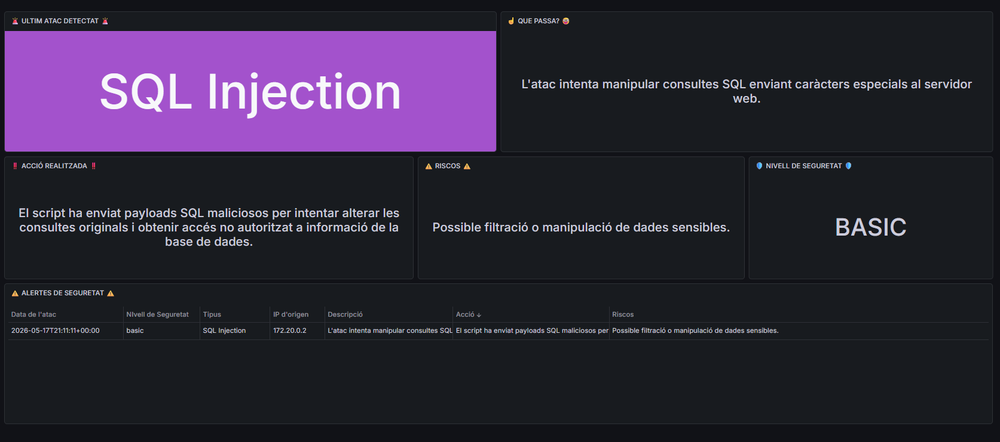 🚨 ULTIM ATAC DETECTAT 🚨
SQL Injection
☝️ QUE PASSA? 🤡
L'atac intenta manipular consultes SQL enviant caràcters especials al servidor
web.
‼️ ACCIÓ REALITZADA ‼️
El script ha enviat payloads SQL maliciosos per intentar alterar les
consultes originals i obtenir accés no autoritzat a informació de la
base de dades.
⚠️ RISCOS ⚠️
Possible filtració o manipulació de dades sensibles.
🛡️ NIVELL DE SEGURETAT 🛡️
BASIC
⚠️ ALERTES DE SEGURETAT ⚠️
Data de l'atac NIvell de Seguretat Tipus IP d'origen Descripció Acció ↓ Riscos
2026-05-17T21:11:11+00:00 basic SQL Injection 172.20.0.2 L'atac intenta manipular consultes SQL El script ha enviat payloads SQL maliciosos per Possible filtració o manipulació de dades sensibles.